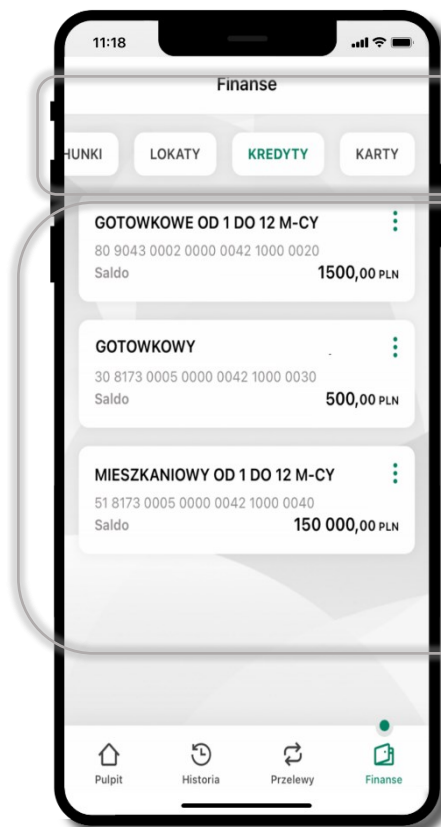 11:18
Finanse
HUNKI LOKATY KREDYTY KARTY
GOTOWKOWE OD 1 DO 12 M-CY
80 9043 0002 0000 0042 1000 0020
Saldo 1500,00 PLN
GOTOWKOWY
30 8173 0005 0000 0042 1000 0030
Saldo 500,00 PLN
MIESZKANIOWY OD 1 DO 12 M-CY
51 8173 0005 0000 0042 1000 0040
Saldo 150 000,00 PLN
Pulpit Historia Przelewy Finanse